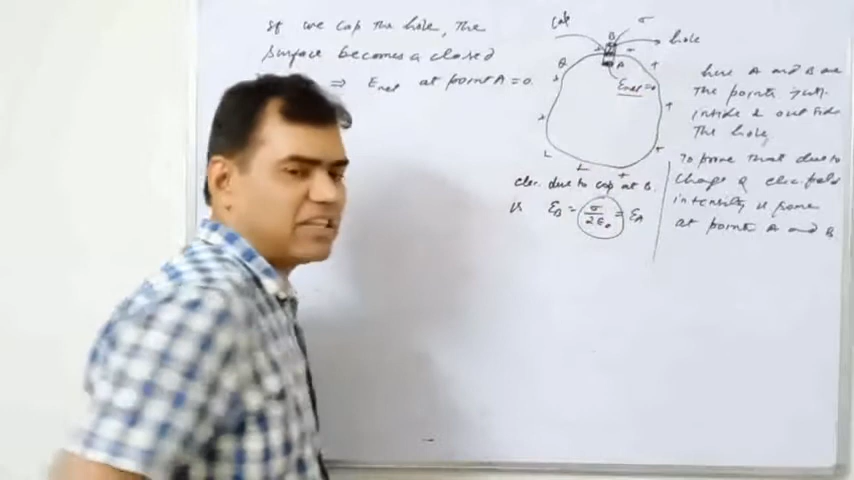 If we cap the hole, the
surface becomes a closed
⇒ Enet at point A = 0
σ
B
hole
A
Q
Enet = 0
here A and B are
the points just
inside & out side
the hole,
To prove that due to
charge Q elec. field
intensity is same
at points A and B
elec. due to cap at B.
is EB = σ/2ε₀ = EA